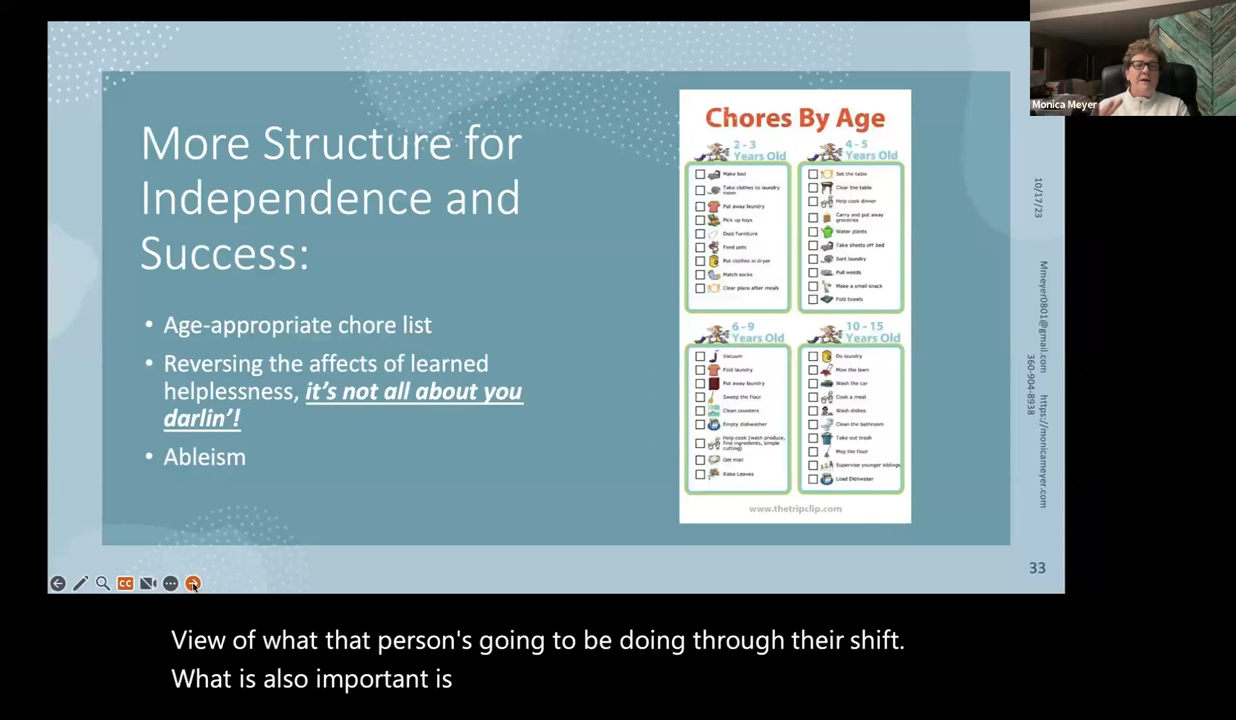 More Structure for
Independence and
Success:
• Age-appropriate chore list
• Reversing the affects of learned
helplessness, it's not all about you
darlin'!
• Ableism
Chores By Age
2 - 3
Years Old
Make bed
Take clothes to laundry
room
Put away laundry
Pick up toys
Dust furniture
Feed pets
Put clothes in dryer
Match socks
Clear place after meals
4 - 5
Years Old
Set the table
Clear the table
Help cook dinner
Carry and put away
groceries
Water plants
Take sheets off bed
Sort laundry
Pull weeds
Make a small snack
Fold towels
6 - 9
Years Old
Vacuum
Fold laundry
Put away laundry
Sweep the floor
Clean counters
Empty dishwasher
Help cook (wash produce,
find ingredients, simple
cutting)
Get mail
Rake Leaves
10 - 15
Years Old
Do laundry
Mow the lawn
Wash the car
Cook a meal
Wash dishes
Clean the bathroom
Take out trash
Mop the floor
Supervise younger siblings
Load Dishwasher
www.thetripclip.com
Monica Meyer
10/17/23
Mmeyer0801@gmail.com https://monicameyer.com
360-904-8938
33
CC
View of what that person's going to be doing through their shift.
What is also important is